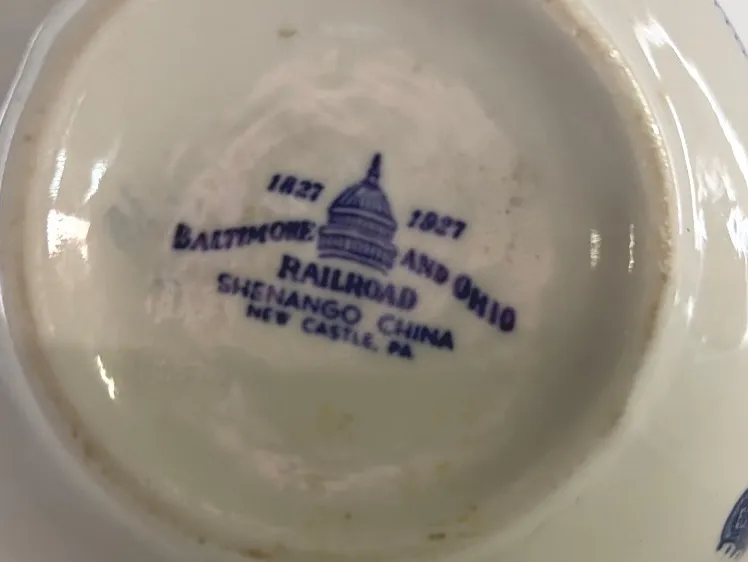 1827 1927
BALTIMORE AND OHIO
RAILROAD
SHENANGO CHINA
NEW CASTLE, PA